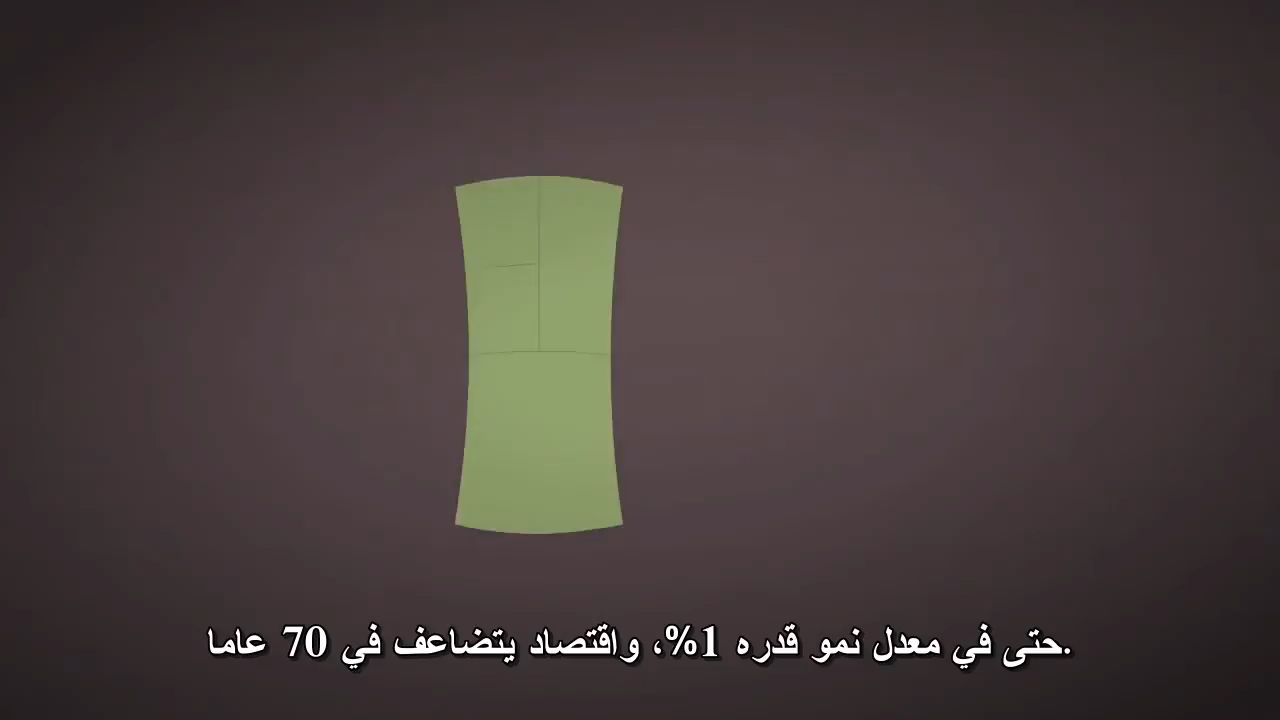 حتى في معدل نمو قدره 1%، واقتصاد يتضاعف في 70 عاما.